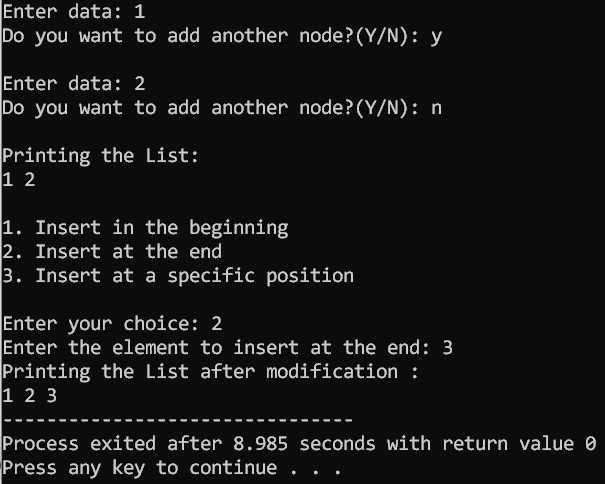 Enter data: 1
Do you want to add another node?(Y/N): y
Enter data: 2
Do you want to add another node?(Y/N): n
Printing the List:
1 2
1. Insert in the beginning
2. Insert at the end
3. Insert at a specific position
Enter your choice: 2
Enter the element to insert at the end: 3
Printing the List after modification :
1 2 3
--------------------------------
Process exited after 8.985 seconds with return value 0
Press any key to continue . . .